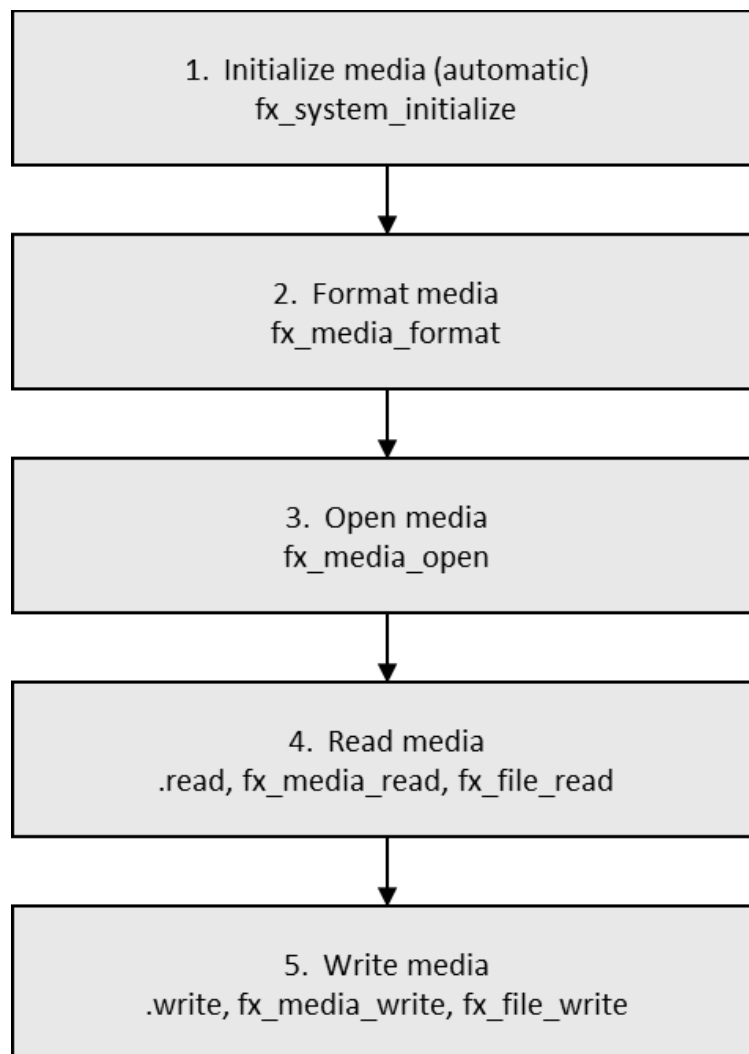 1. Initialize media (automatic)
fx_system_initialize
2. Format media
fx_media_format
3. Open media
fx_media_open
4. Read media
.read, fx_media_read, fx_file_read
5. Write media
.write, fx_media_write, fx_file_write